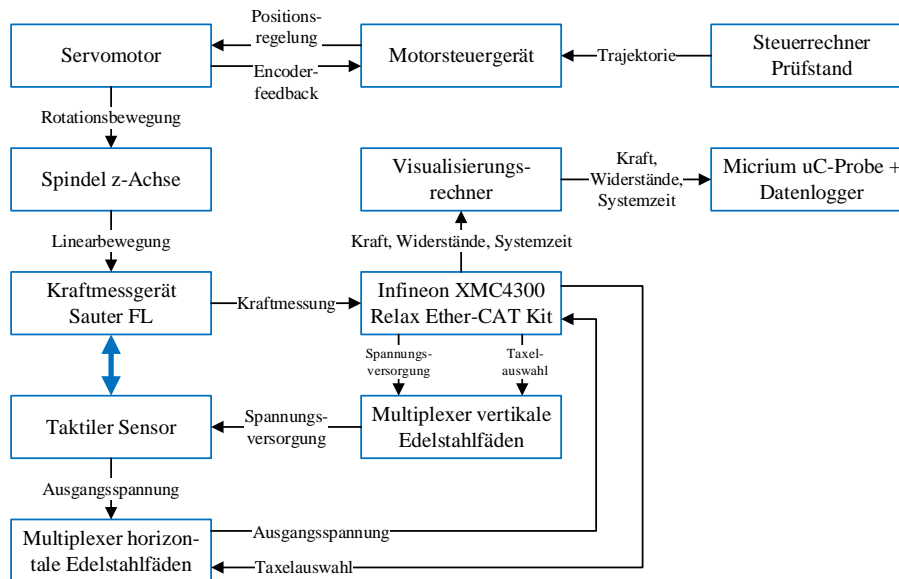 Positions-
regelung
Servomotor
Encoder-
feedback
Motorsteuergerät
Trajektorie
Steuerrechner
Prüfstand
Rotationsbewegung
Spindel z-Achse
Visualisierungs-
rechner
Kraft,
Widerstände,
Systemzeit
Micrium uC-Probe +
Datenlogger
Linearbewegung
Kraft, Widerstände, Systemzeit
Kraftmessgerät
Sauter FL
Kraftmessung
Infineon XMC4300
Relax Ether-CAT Kit
Spannungs-
versorgung
Taxel-
auswahl
Taktiler Sensor
Spannungs-
versorgung
Multiplexer vertikale
Edelstahlfäden
Ausgangsspannung
Multiplexer horizon-
tale Edelstahlfäden
Ausgangsspannung
Taxelauswahl